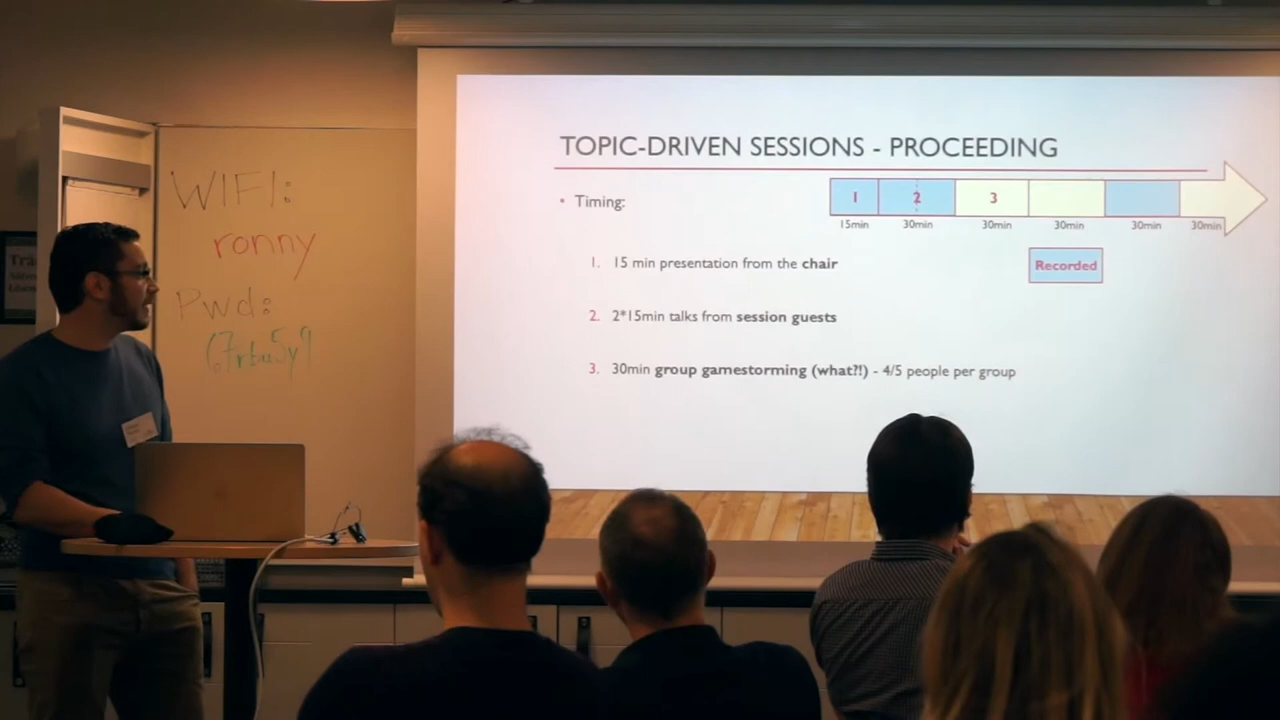 WIFI:
ronny
Pwd:
TOPIC-DRIVEN SESSIONS - PROCEEDING
• Timing:
1 2 3
15min 30min 30min 30min 30min 30min
1. 15 min presentation from the chair
Recorded
2. 2*15min talks from session guests
3. 30min group gamestorming (what?!) - 4/5 people per group